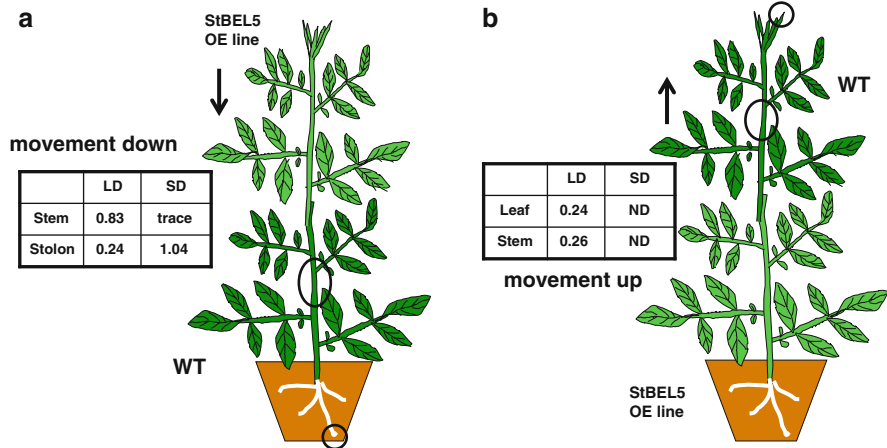 a
StBEL5
OE line
movement down
LD SD
Stem 0.83 trace
Stolon 0.24 1.04
WT
b
WT
LD SD
Leaf 0.24 ND
Stem 0.26 ND
movement up
StBEL5
OE line